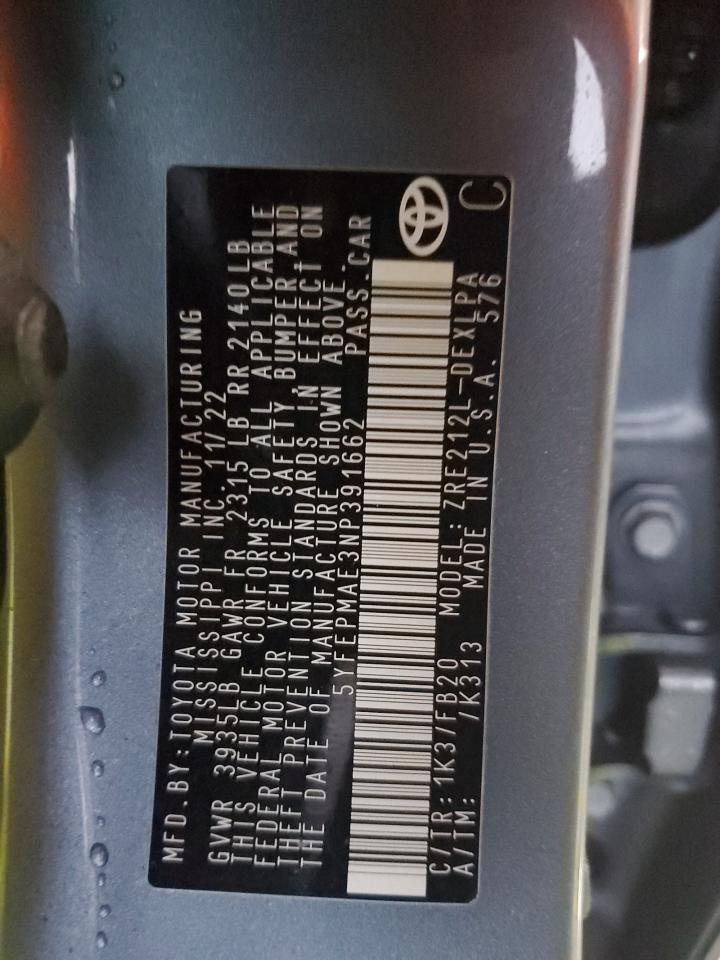 MFD.BY:TOYOTA MOTOR MANUFACTURING
MISSISSIPPI INC. 11/22
GVWR 3935LB GAWR FR 2315 LB RR 2140LB
THIS VEHICLE CONFORMS TO ALL APPLICABLE
FEDERAL MOTOR VEHICLE SAFETY BUMPER AND
THEFT PREVENTION STANDARDS IN EFFECT ON
THE DATE OF MANUFACTURE SHOWN ABOVE.
5YFEPMAE3NP391662 PASS.CAR
C/TR:1K3/FB20 MODEL:ZRE212L-DEXLPA
A/TM: /K313 MADE IN U.S.A. 576
C